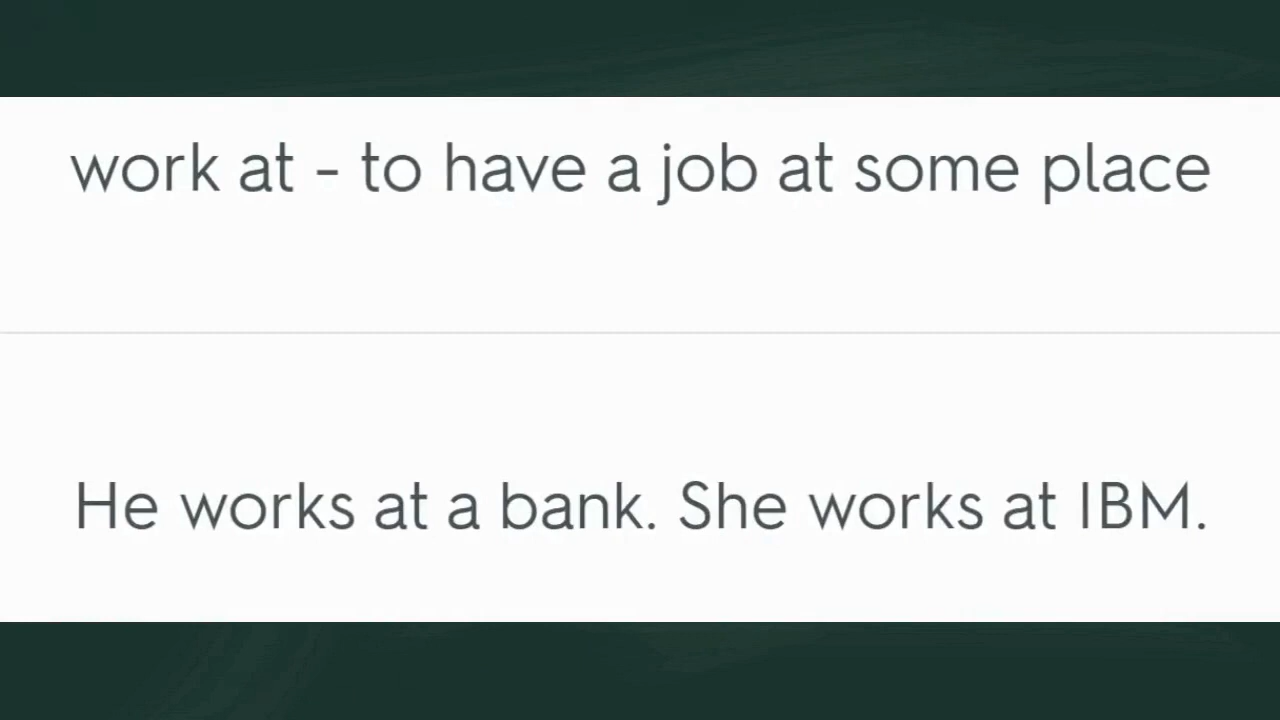 work at - to have a job at some place
He works at a bank. She works at IBM.